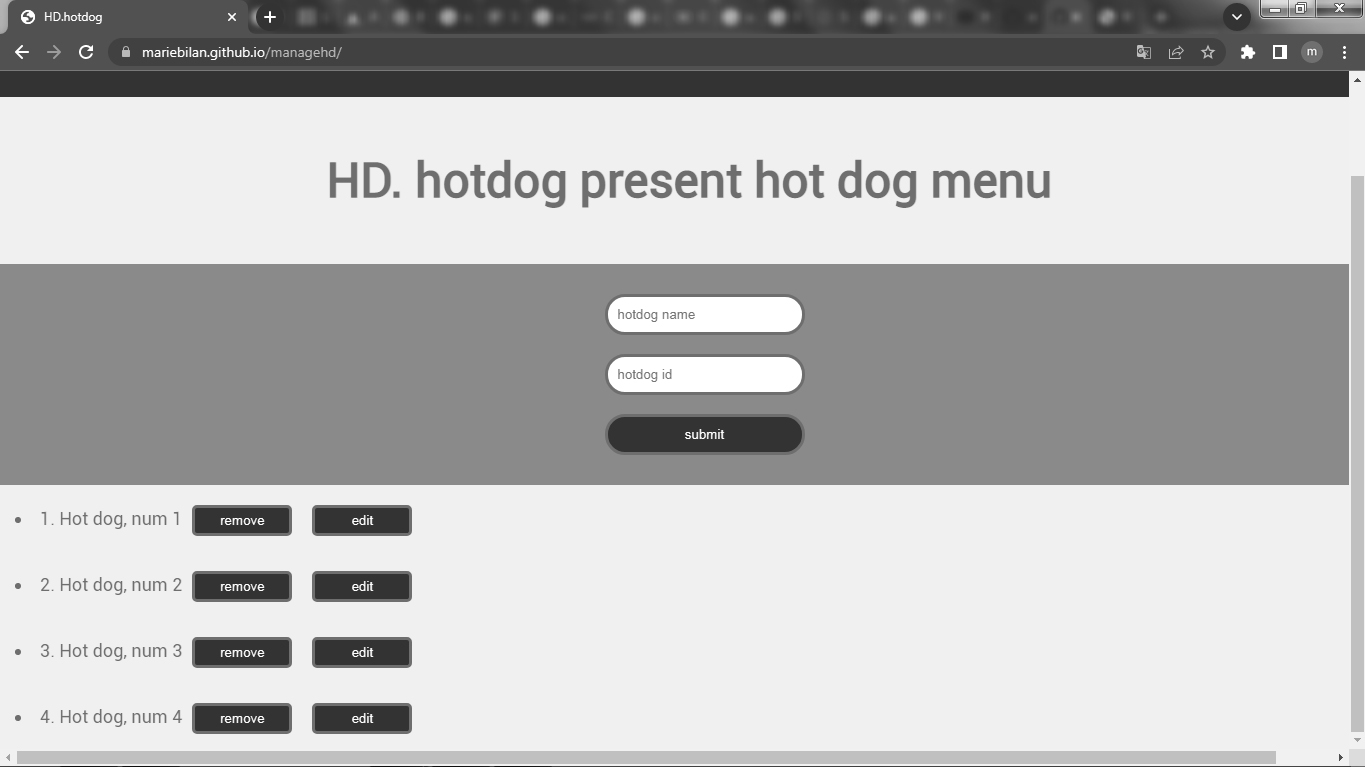 HD.hotdog
mariebilan.github.io/managehd/
m
HD. hotdog present hot dog menu
hotdog name
hotdog id
submit
1. Hot dog, num 1 remove edit
2. Hot dog, num 2 remove edit
3. Hot dog, num 3 remove edit
4. Hot dog, num 4 remove edit